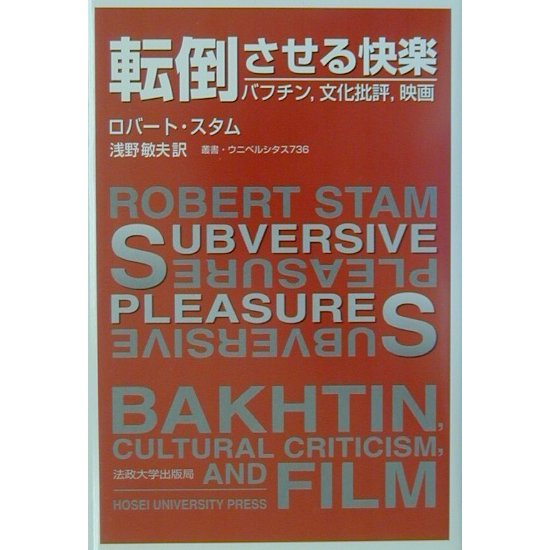 転倒させる快楽
バフチン, 文化批評, 映画
ロバート・スタム
浅野敏夫訳 叢書・ウニベルシタス736
ROBERT STAM
SUBVERSIVE
PLEASURE
PLEASURES
SUBVERSIVE
BAKHTIN,
CULTURAL CRITICISM,
法政大学出版局 AND FILM
HOSEI UNIVERSITY PRESS